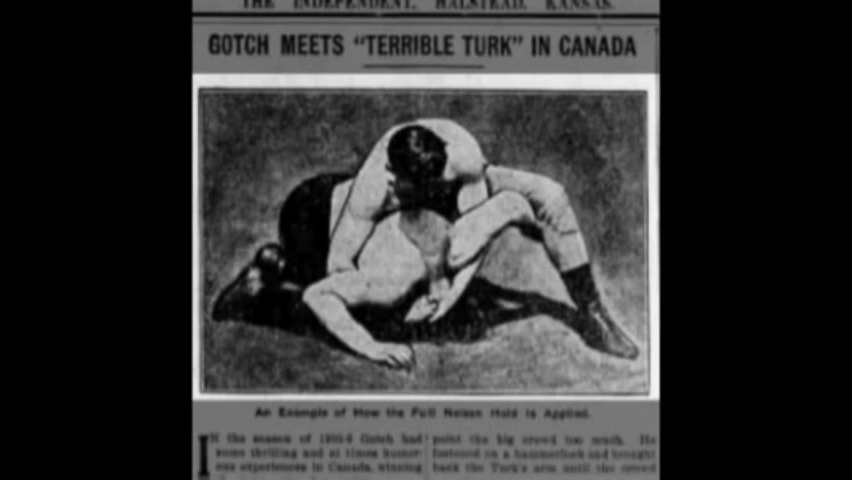 THE INDEPENDENT, HALSTEAD, KANSAS.
GOTCH MEETS "TERRIBLE TURK" IN CANADA
An Example of How the Full Nelson Hold is Applied.
IN the season of Gotch had
some thrilling and at times humor-
ous experiences in Canada, winning
point the big crowd too much. He
fastened on a hammerlock and brought
back the Turk's arm until the crowd